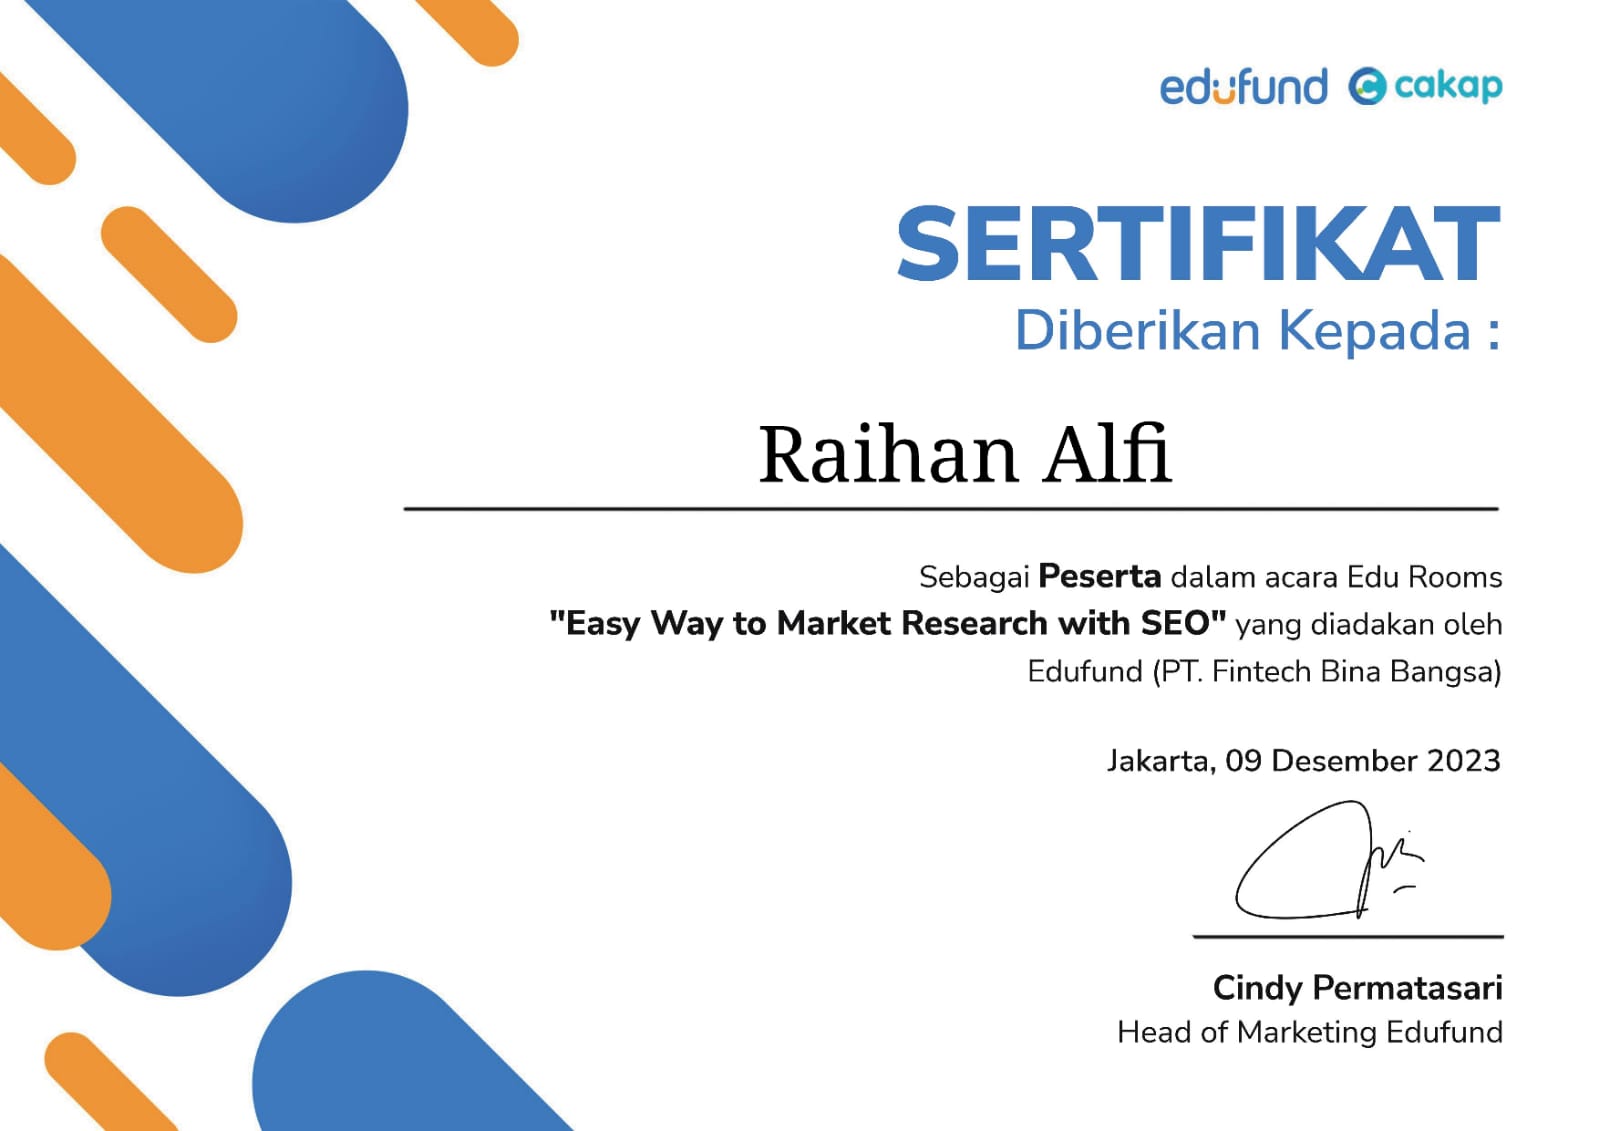 edufund cakap
SERTIFIKAT
Diberikan Kepada :
Raihan Alfi
Sebagai Peserta dalam acara Edu Rooms
"Easy Way to Market Research with SEO" yang diadakan oleh
Edufund (PT. Fintech Bina Bangsa)
Jakarta, 09 Desember 2023
Cindy Permatasari
Head of Marketing Edufund